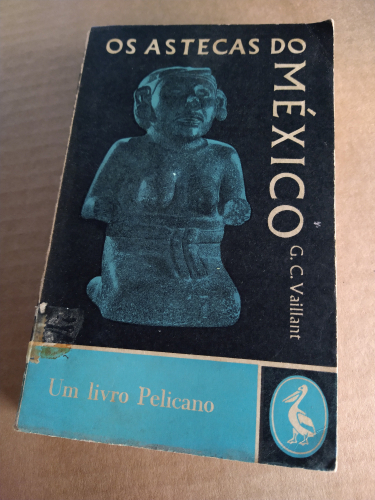 OS ASTECAS DO
MÉXICO
G. C. Vaillant
Um livro Pelicano